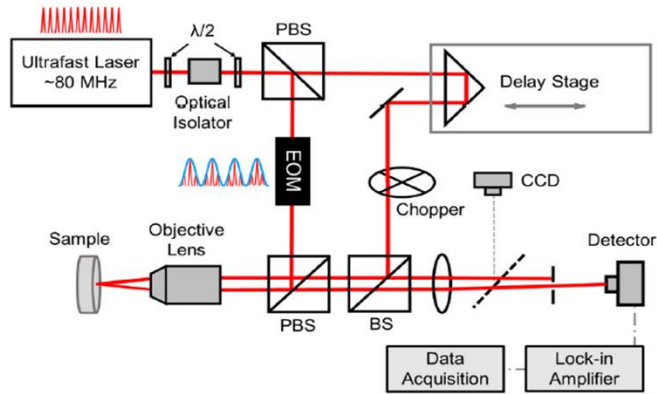 Ultrafast Laser
~80 MHz
λ/2
Optical
Isolator
PBS
Delay Stage
EOM
Chopper
CCD
Sample
Objective
Lens
PBS
BS
Detector
Data
Acquisition
Lock-in
Amplifier